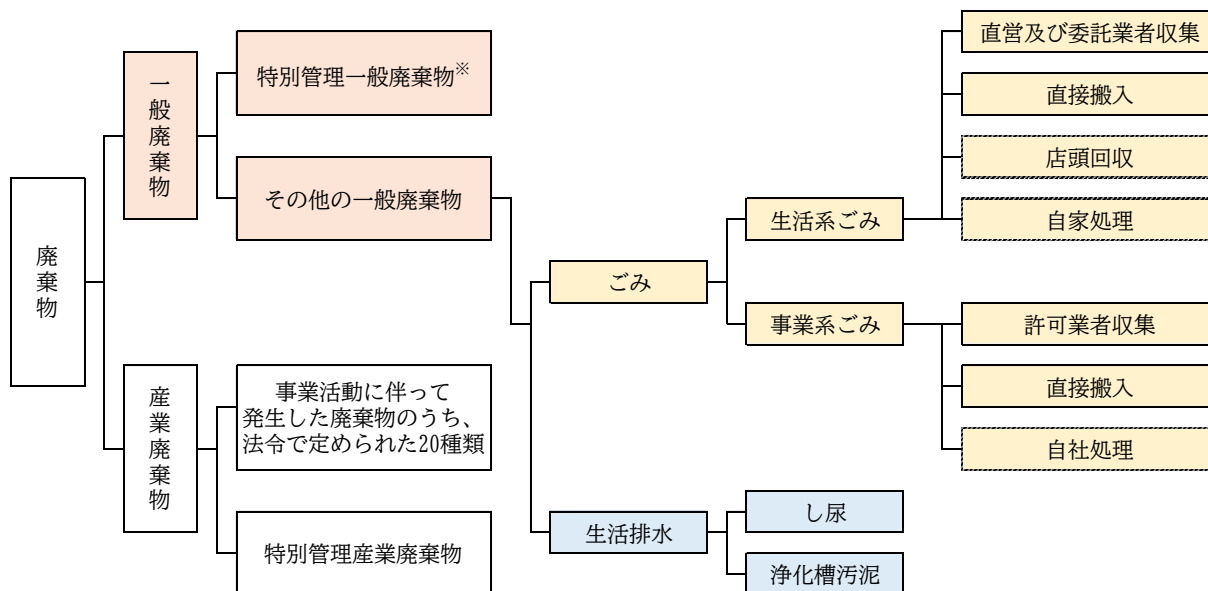 廃棄物
一般廃棄物
特別管理一般廃棄物※
その他の一般廃棄物
産業廃棄物
事業活動に伴って
発生した廃棄物のうち、
法令で定められた20種類
特別管理産業廃棄物
ごみ
生活系ごみ
直営及び委託業者収集
直接搬入
店頭回収
自家処理
事業系ごみ
許可業者収集
直接搬入
自社処理
生活排水
し尿
浄化槽汚泥